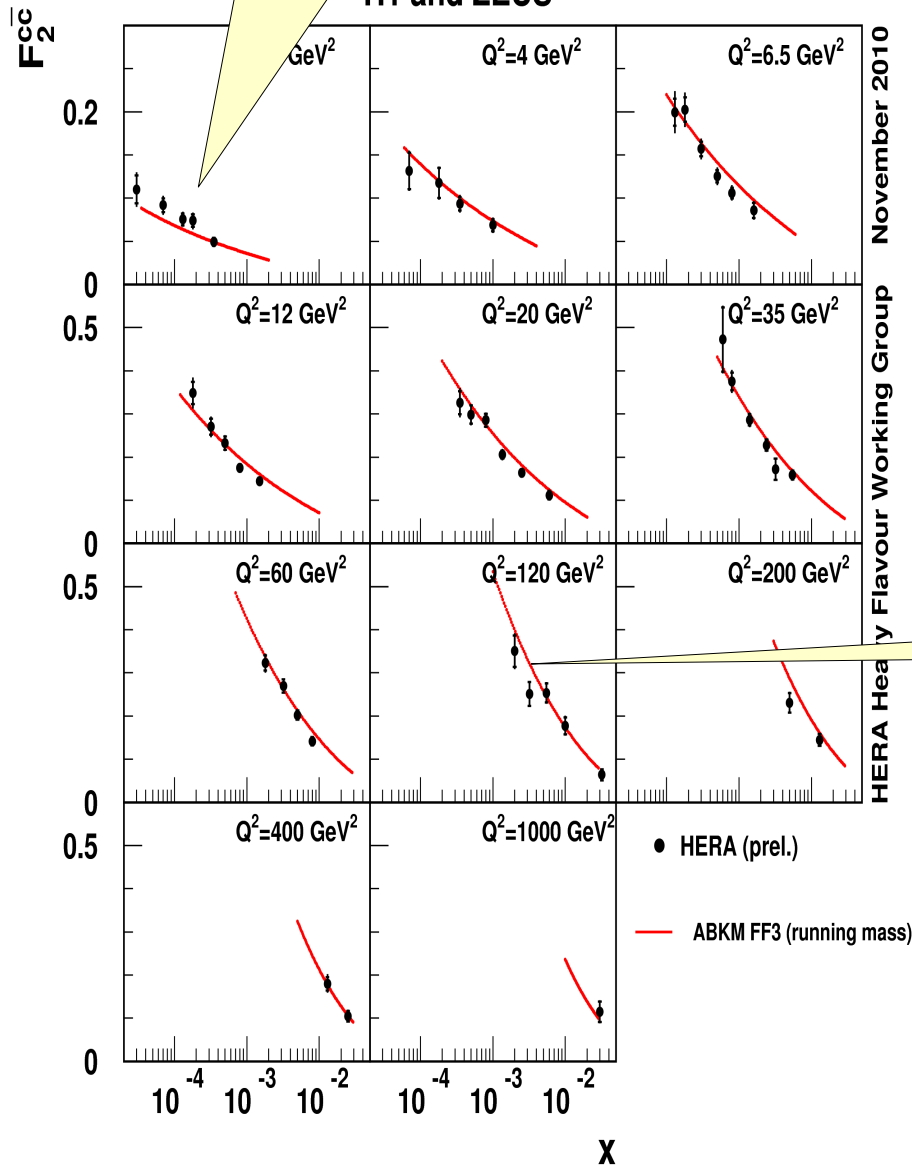 H1 and ZEUS
F₂^cc̄
GeV²
Q²=4 GeV²
Q²=6.5 GeV²
0.2
0
Q²=12 GeV²
Q²=20 GeV²
Q²=35 GeV²
0.5
0
Q²=60 GeV²
Q²=120 GeV²
Q²=200 GeV²
0.5
0
Q²=400 GeV²
Q²=1000 GeV²
0.5
0
HERA (prel.)
ABKM FF3 (running mass)
10⁻⁴ 10⁻³ 10⁻²
10⁻⁴ 10⁻³ 10⁻²
x
HERA Heavy Flavour Working Group
November 2010